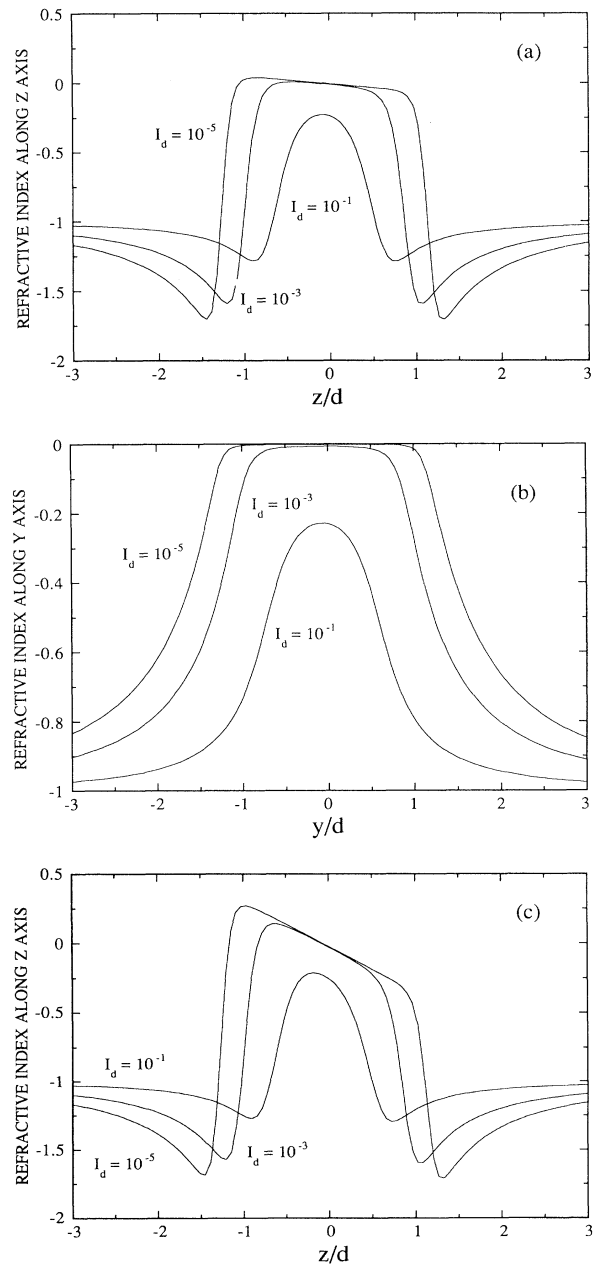 REFRACTIVE INDEX ALONG Z AXIS
0.5
0
-0.5
-1
-1.5
-2
(a)
I_d = 10^-5
I_d = 10^-1
I_d = 10^-3
-3 -2 -1 0 1 2 3
z/d
REFRACTIVE INDEX ALONG Y AXIS
0
-0.2
-0.4
-0.6
-0.8
-1
(b)
I_d = 10^-3
I_d = 10^-5
I_d = 10^-1
-3 -2 -1 0 1 2 3
y/d
REFRACTIVE INDEX ALONG Z AXIS
0.5
0
-0.5
-1
-1.5
-2
(c)
I_d = 10^-1
I_d = 10^-3
I_d = 10^-5
-3 -2 -1 0 1 2 3
z/d